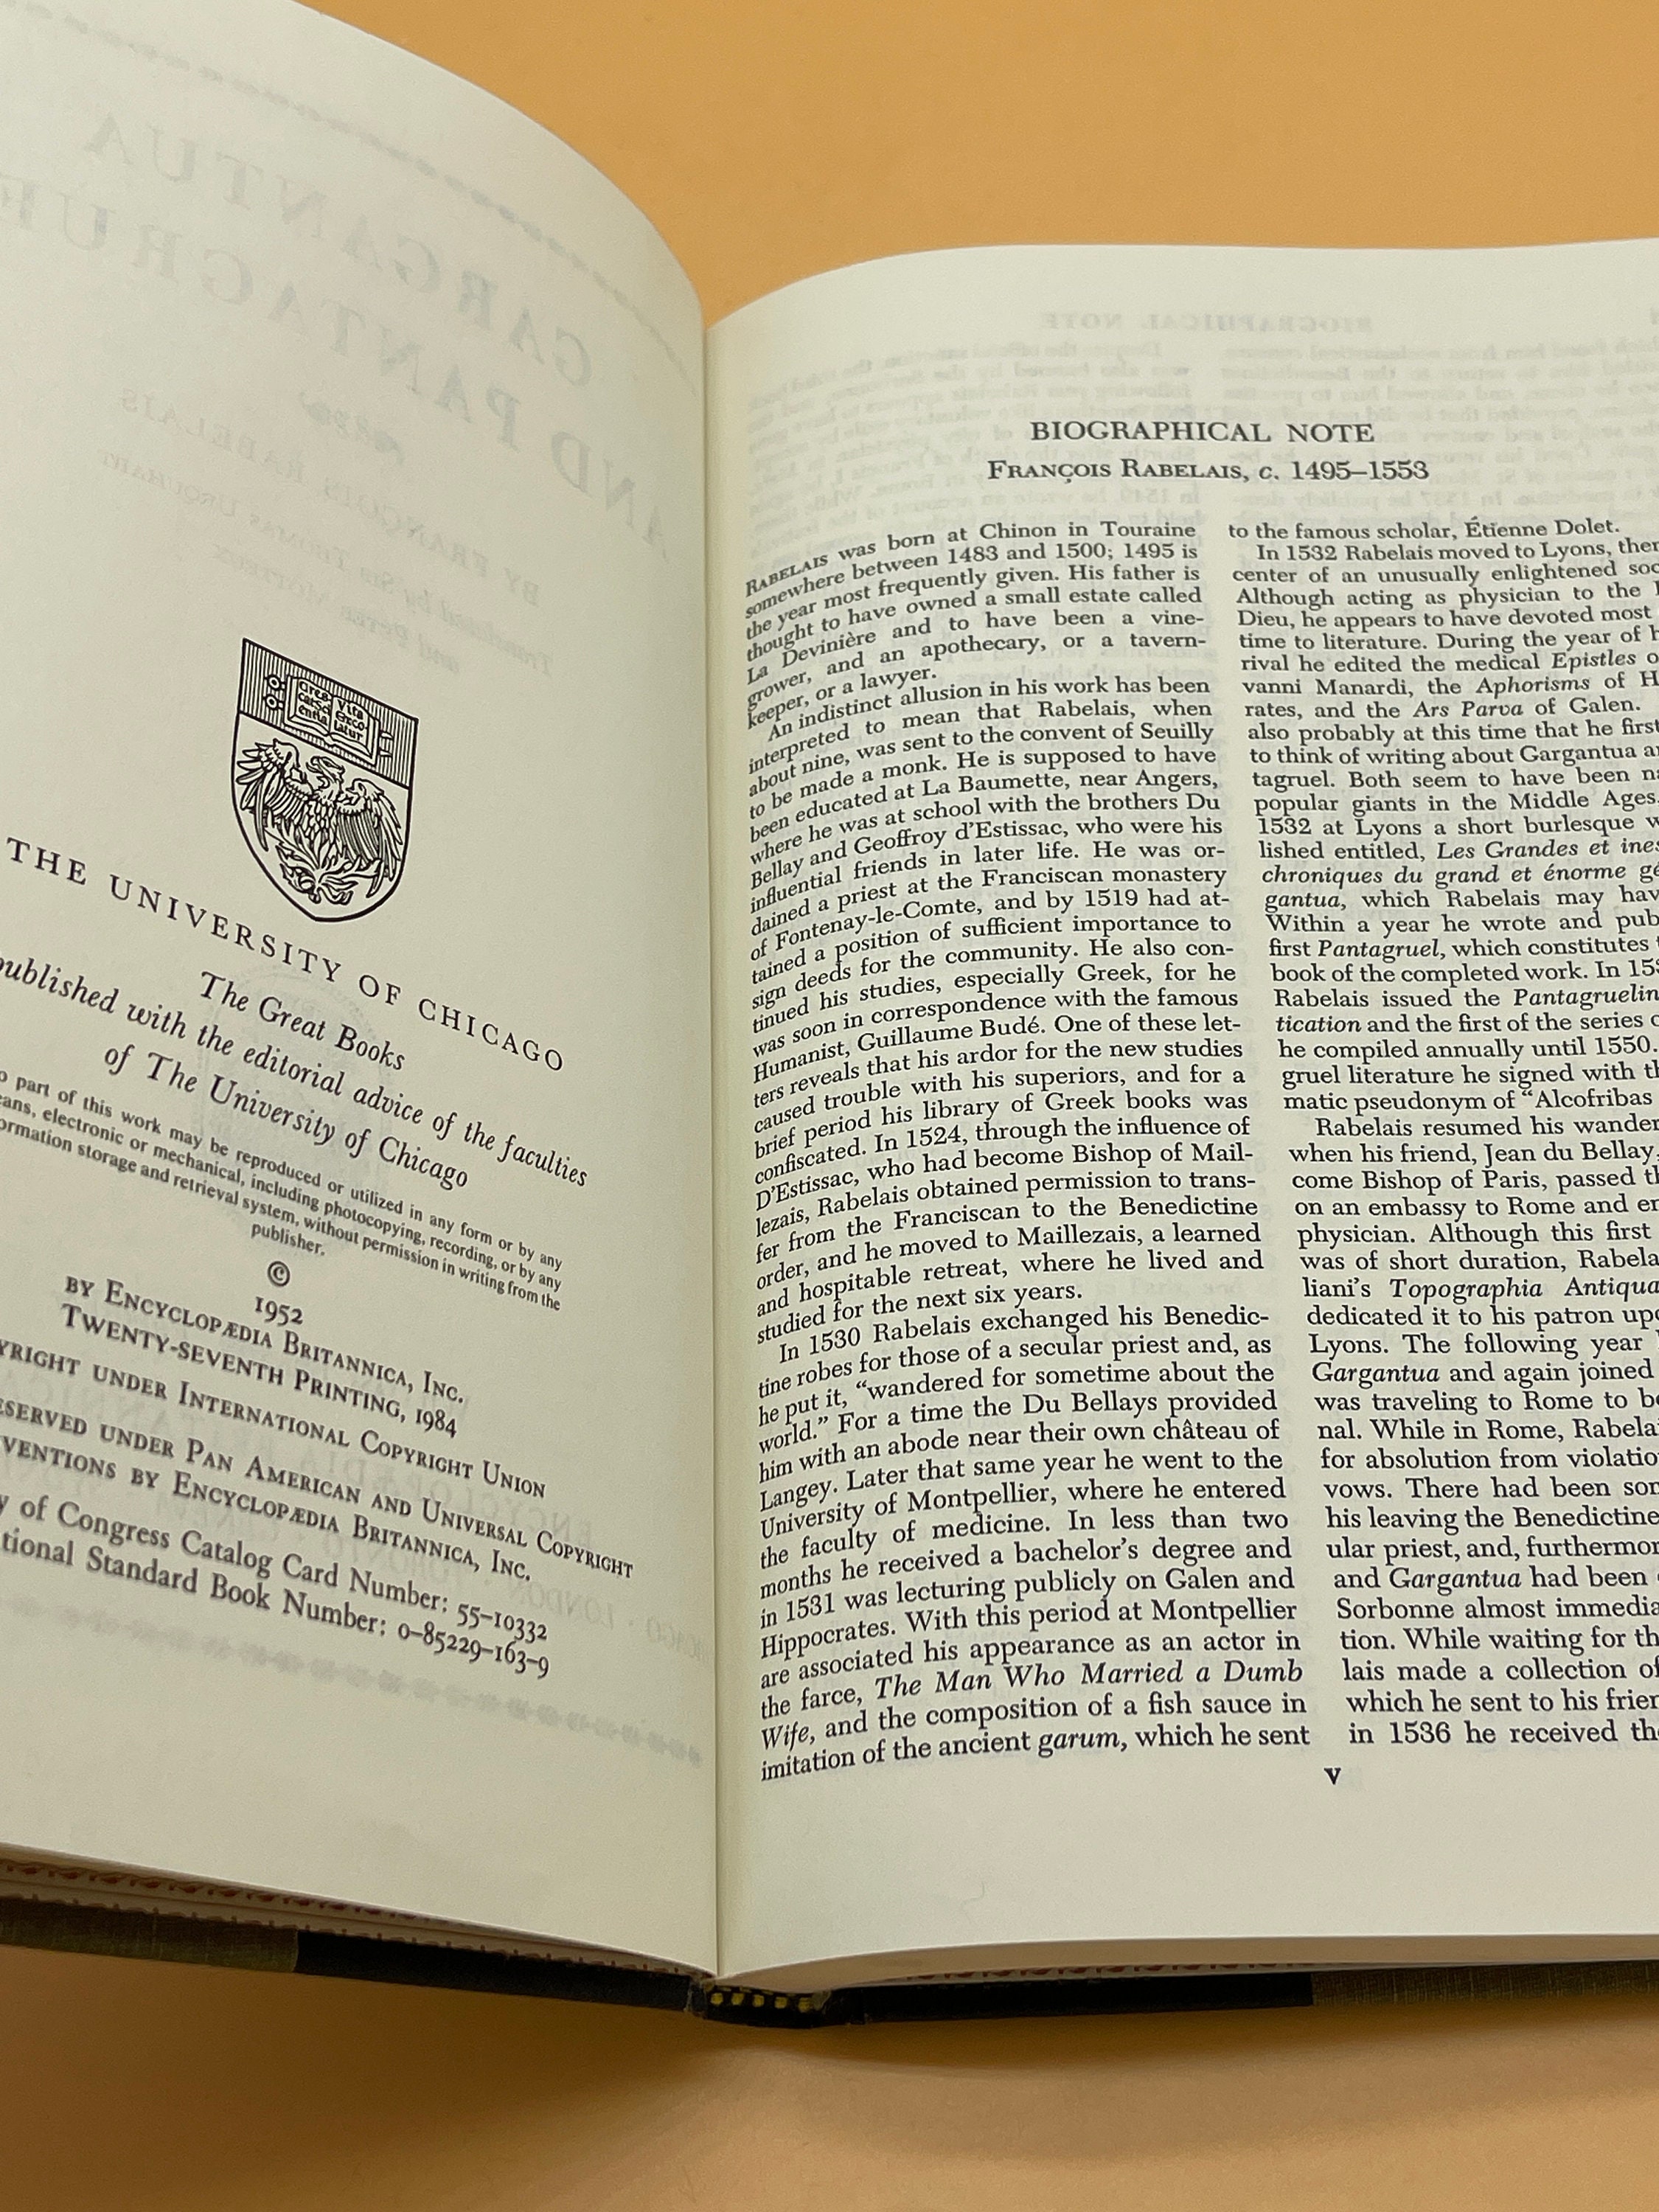 Cres-
cat
scientia
Vita
Exco
latur
THE UNIVERSITY OF CHICAGO
The Great Books
published with the editorial advice of the faculties
of The University of Chicago
part of this work may be reproduced or utilized in any form or by any
electronic or mechanical, including photocopying, recording, or by any
storage and retrieval system, without permission in writing from the
publisher.
©
1952
BY ENCYCLOPÆDIA BRITANNICA, INC.
TWENTY-SEVENTH PRINTING, 1984
UNDER INTERNATIONAL COPYRIGHT UNION
UNDER PAN AMERICAN AND UNIVERSAL COPYRIGHT
BY ENCYCLOPÆDIA BRITANNICA, INC.
of Congress Catalog Card Number: 55-10332
Standard Book Number: 0-85229-163-9
BIOGRAPHICAL NOTE
FRANÇOIS RABELAIS, c. 1495–1553
RABELAIS was born at Chinon in Touraine
somewhere between 1483 and 1500; 1495 is
the year most frequently given. His father is
thought to have owned a small estate called
La Devinière and to have been a vine-
grower, and an apothecary, or a tavern-
keeper, or a lawyer.
An indistinct allusion in his work has been
interpreted to mean that Rabelais, when
about nine, was sent to the convent of Seuilly
to be made a monk. He is supposed to have
been educated at La Baumette, near Angers,
where he was at school with the brothers Du
Bellay and Geoffroy d'Estissac, who were his
influential friends in later life. He was or-
dained a priest at the Franciscan monastery
of Fontenay-le-Comte, and by 1519 had at-
tained a position of sufficient importance to
sign deeds for the community. He also con-
tinued his studies, especially Greek, for he
was soon in correspondence with the famous
Humanist, Guillaume Budé. One of these let-
ters reveals that his ardor for the new studies
caused trouble with his superiors, and for a
brief period his library of Greek books was
confiscated. In 1524, through the influence of
D'Estissac, who had become Bishop of Mail-
lezais, Rabelais obtained permission to trans-
fer from the Franciscan to the Benedictine
order, and he moved to Maillezais, a learned
and hospitable retreat, where he lived and
studied for the next six years.
In 1530 Rabelais exchanged his Benedic-
tine robes for those of a secular priest and, as
he put it, "wandered for sometime about the
world." For a time the Du Bellays provided
him with an abode near their own château of
Langey. Later that same year he went to the
University of Montpellier, where he entered
the faculty of medicine. In less than two
months he received a bachelor's degree and
in 1531 was lecturing publicly on Galen and
Hippocrates. With this period at Montpellier
are associated his appearance as an actor in
the farce, The Man Who Married a Dumb
Wife, and the composition of a fish sauce in
imitation of the ancient garum, which he sent
to the famous scholar, Étienne Dolet.
In 1532 Rabelais moved to Lyons,
center of an unusually enlightened
Although acting as physician to the
Dieu, he appears to have devoted most
time to literature. During the year of
rival he edited the medical Epistles
vanni Manardi, the Aphorisms of
rates, and the Ars Parva of Galen.
also probably at this time that he first
to think of writing about Gargantua
tagruel. Both seem to have been
popular giants in the Middle Ages.
1532 at Lyons a short burlesque
lished entitled, Les Grandes et
chroniques du grand et énorme
gantua, which Rabelais may
Within a year he wrote and
first Pantagruel, which constitutes
book of the completed work. In
Rabelais issued the
tication and the first of the series
he compiled annually until 1550.
gruel literature he signed with
matic pseudonym of "Alcofribas
Rabelais resumed his
when his friend, Jean du Bellay,
come Bishop of Paris, passed
on an embassy to Rome and
physician. Although this first
was of short duration,
liani's Topographia
dedicated it to his patron
Lyons. The following year
Gargantua and again joined
was traveling to Rome to
nal. While in Rome,
for absolution from
vows. There had been
his leaving the Benedictine
ular priest, and,
and Gargantua had been
Sorbonne almost
tion. While waiting for
lais made a collection
which he sent to his
in 1536 he received
v